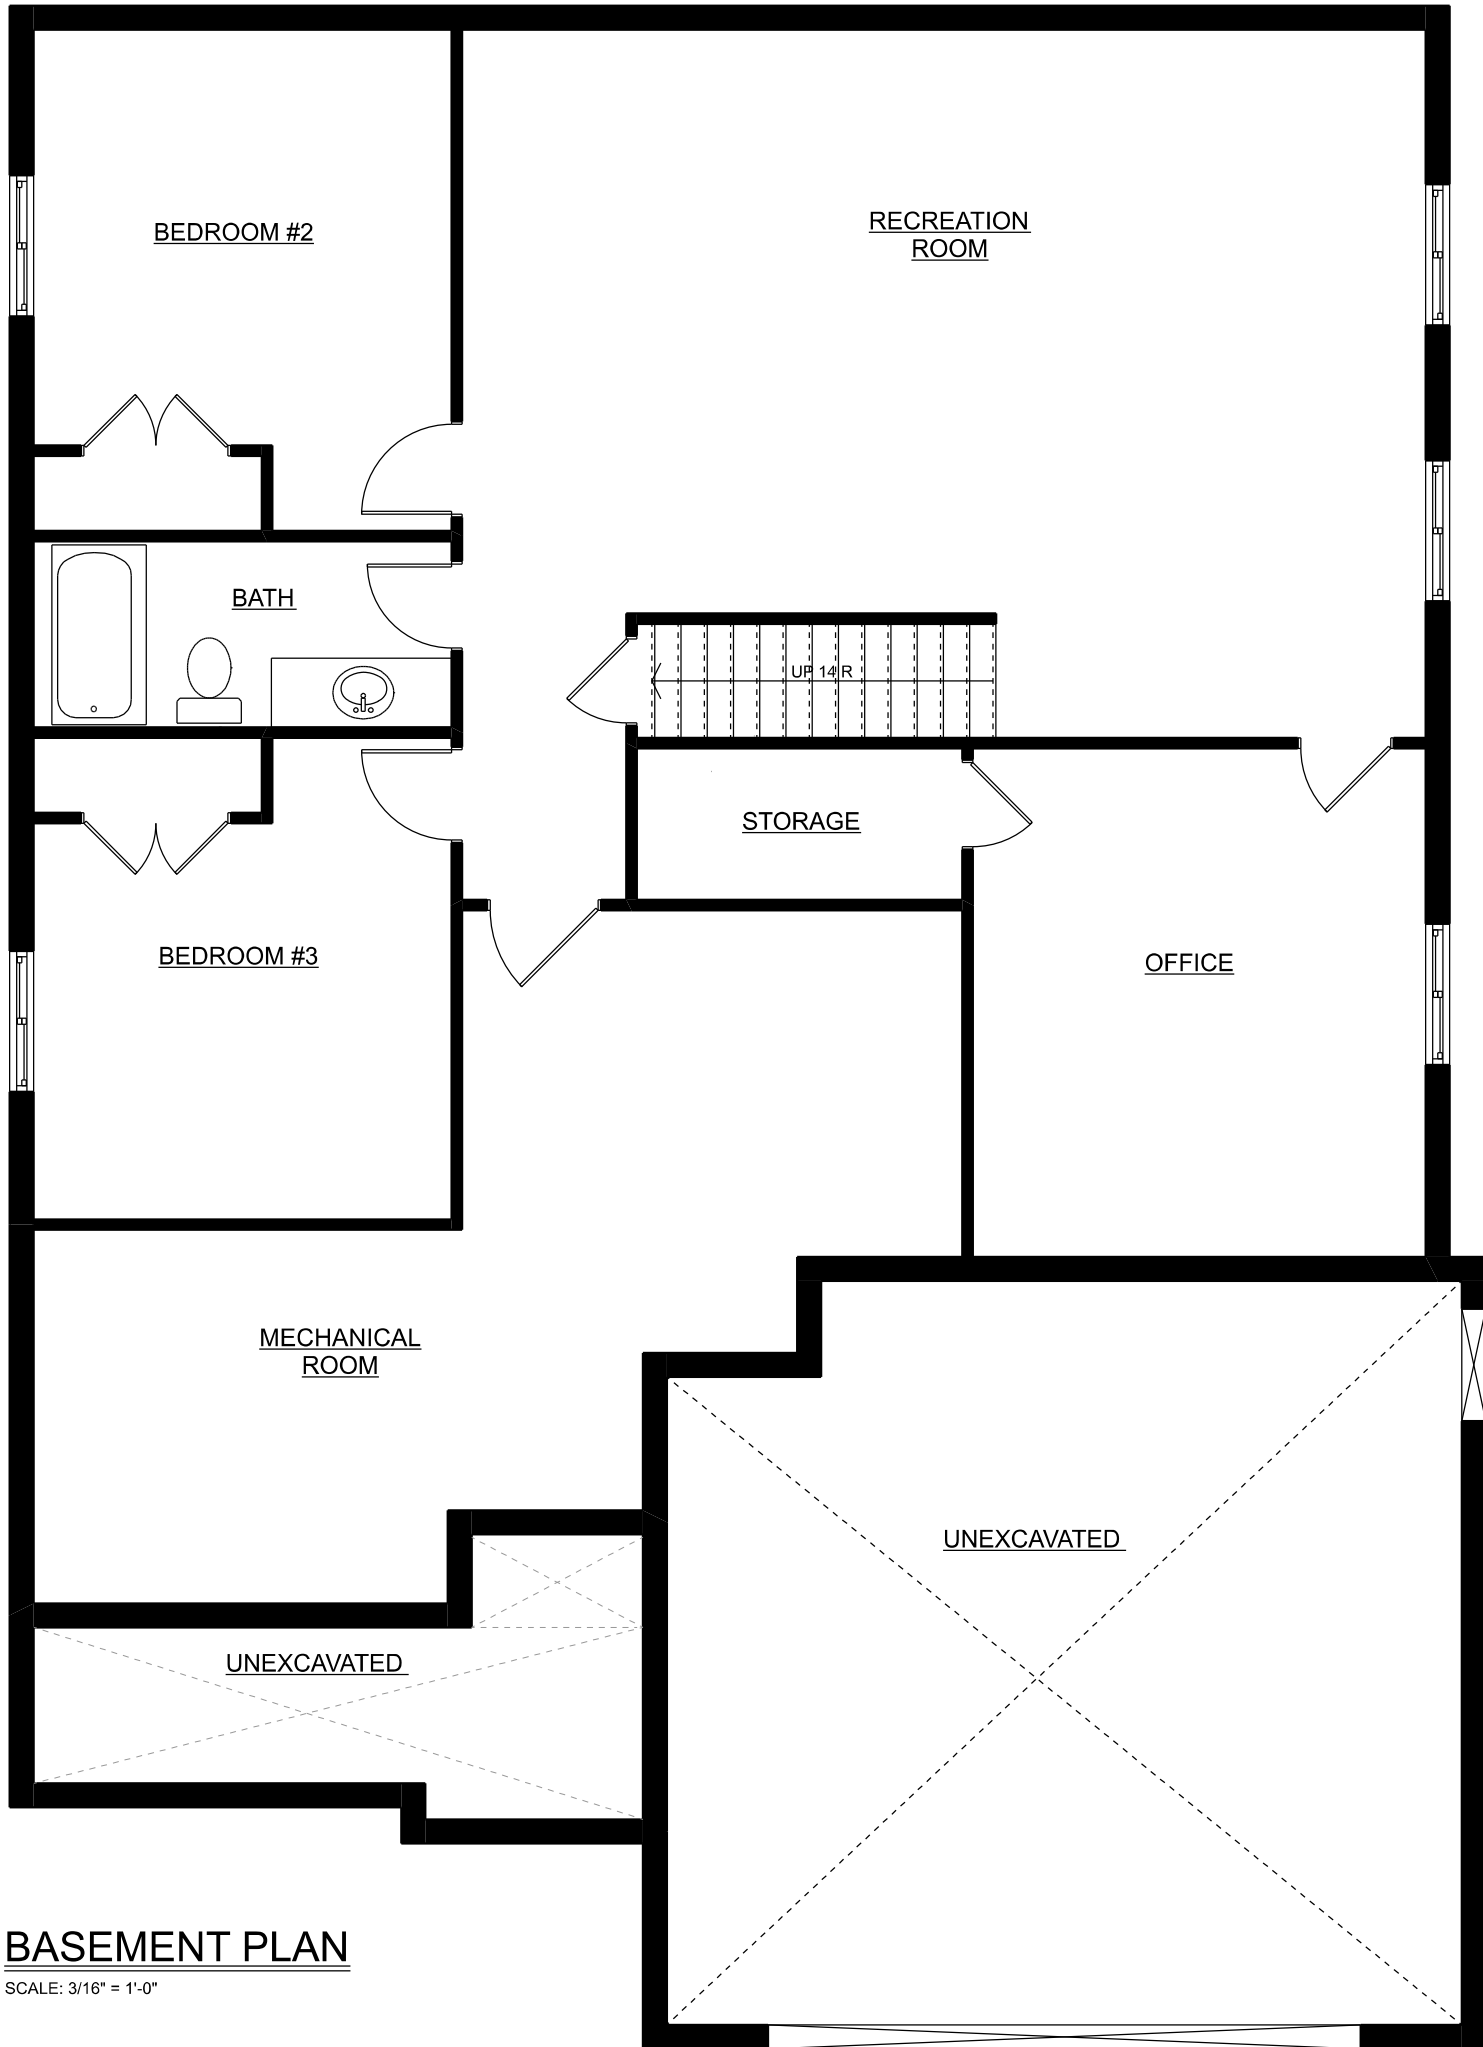 BEDROOM #2
RECREATION
ROOM
BATH
UP 14 R
STORAGE
BEDROOM #3
OFFICE
MECHANICAL
ROOM
UNEXCAVATED
UNEXCAVATED
BASEMENT PLAN
SCALE: 3/16" = 1'-0"